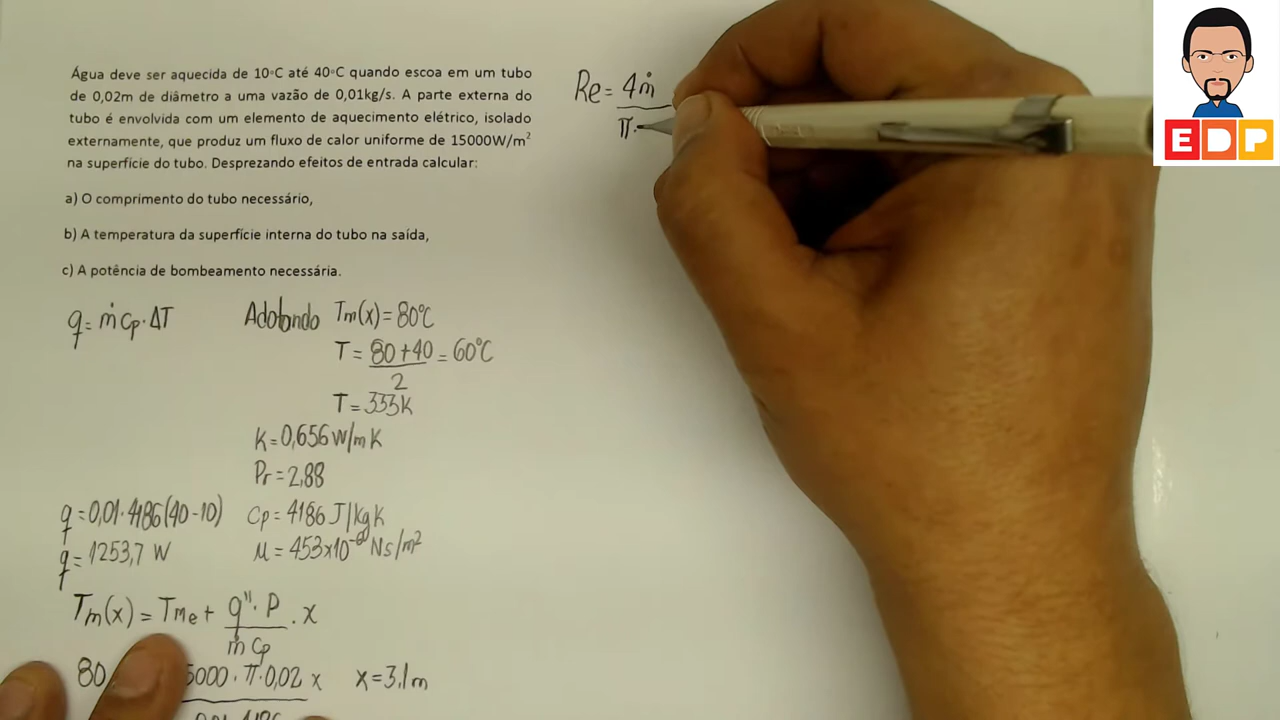 Água deve ser aquecida de 10◦C até 40◦C quando escoa em um tubo
de 0,02m de diâmetro a uma vazão de 0,01kg/s. A parte externa do
tubo é envolvida com um elemento de aquecimento elétrico, isolado
externamente, que produz um fluxo de calor uniforme de 15000W/m²
na superfície do tubo. Desprezando efeitos de entrada calcular:
a) O comprimento do tubo necessário,
b) A temperatura da superfície interna do tubo na saída,
c) A potência de bombeamento necessária.
q = ṁ Cp · ΔT
Adotando Tm(x) = 80°C
T = 80+40 = 60°C
2
T = 333K
K = 0,656 W/mK
Pr = 2,88
q = 0,01·4186(40-10)
Cp = 4186 J/kgK
q = 1253,7 W
μ = 453x10⁻⁶ Ns/m²
Tm(x) = Tme + q''· P . x
ṁ Cp
80 5000 · π · 0,02 x x = 3,1m
Re = 4ṁ
π ·
EDP